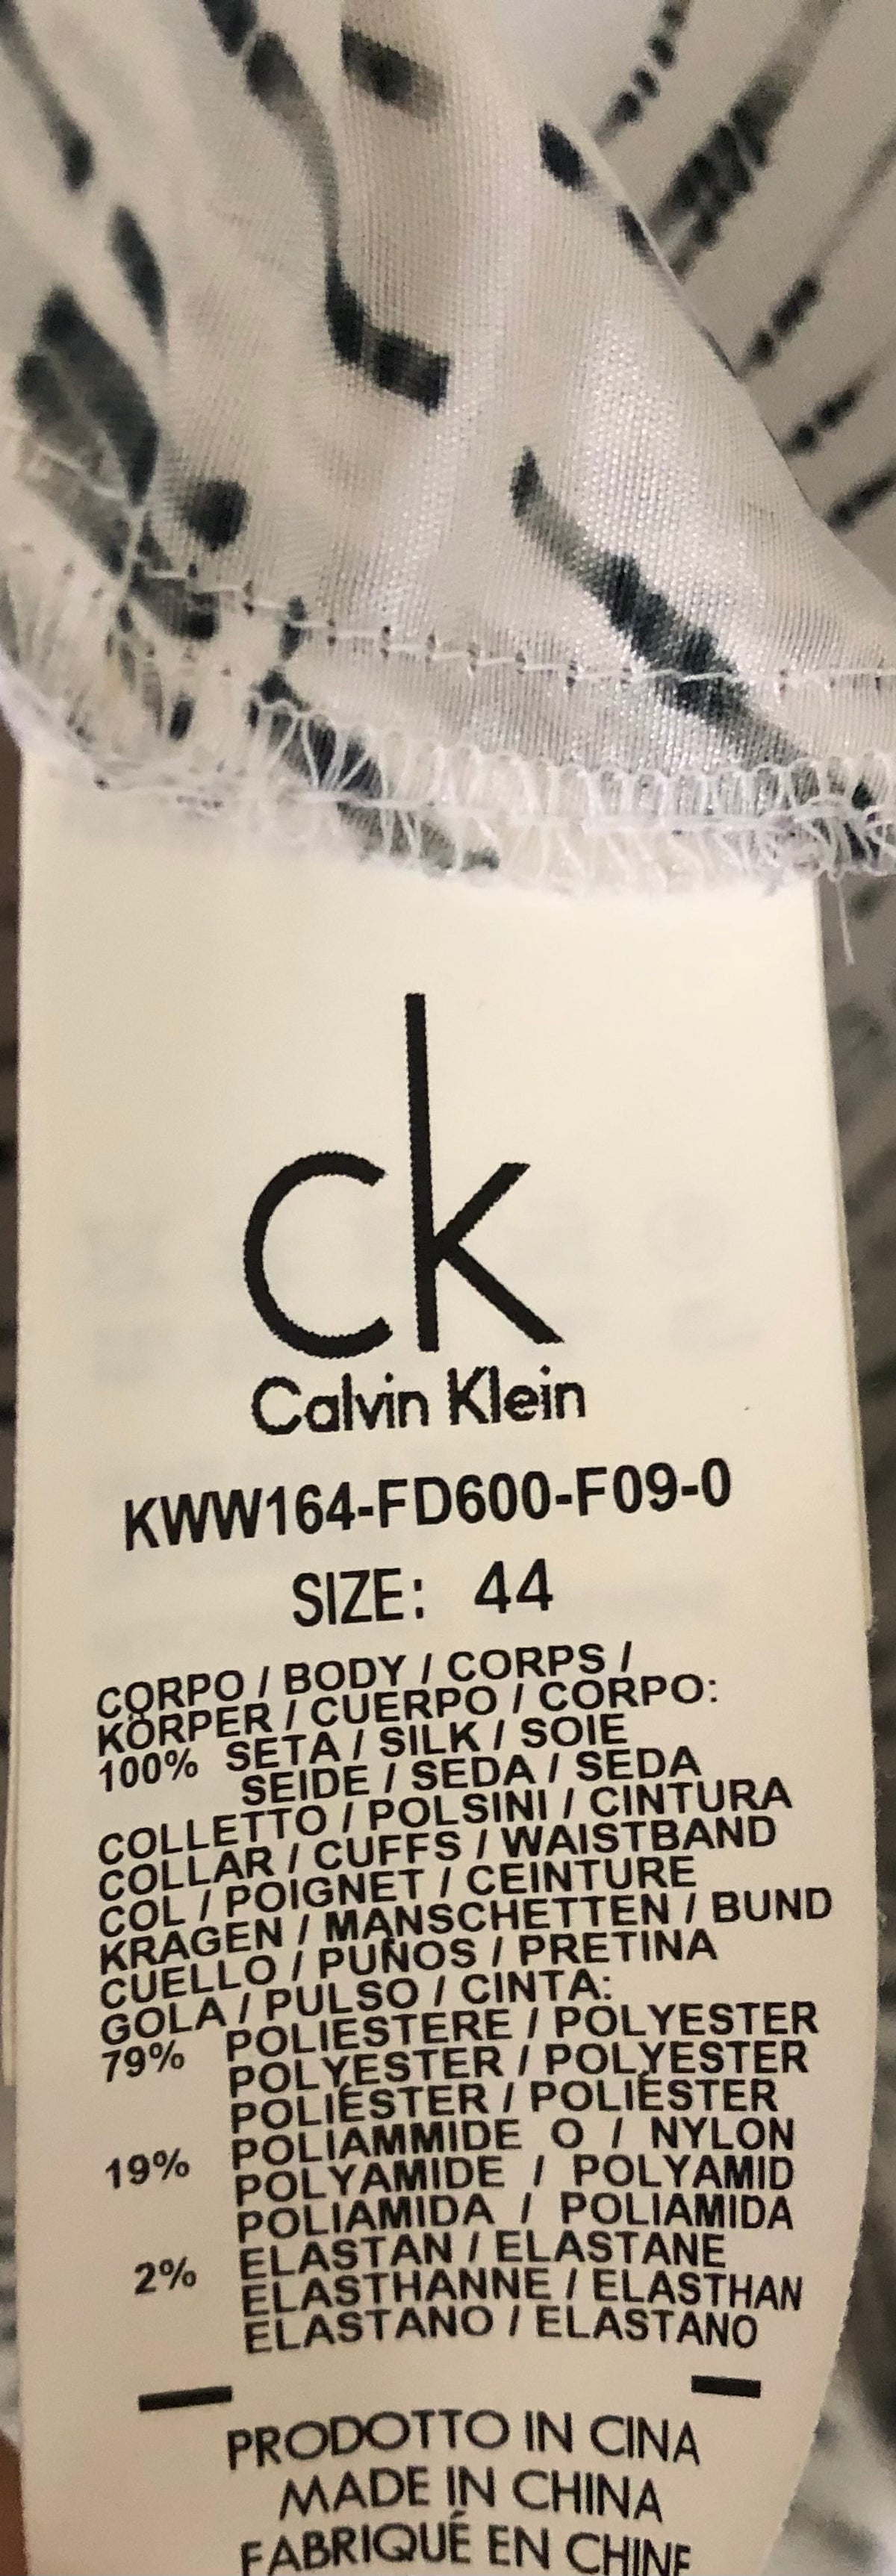 ck
Calvin Klein
KWW164-FD600-F09-0
SIZE: 44
CORPO / BODY / CORPS /
KÖRPER / CUERPO / CORPO:
100% SETA / SILK / SOIE
SEIDE / SEDA / SEDA
COLLETTO / POLSINI / CINTURA
COLLAR / CUFFS / WAISTBAND
COL / POIGNET / CEINTURE
KRAGEN / MANSCHETTEN / BUND
CUELLO / PUÑOS / PRETINA
GOLA / PULSO / CINTA:
79% POLIESTERE / POLYESTER
POLYESTER / POLYESTER
POLIÉSTER / POLIÉSTER
19% POLIAMMIDE O / NYLON
POLYAMIDE / POLYAMID
POLIAMIDA / POLIAMIDA
2% ELASTAN / ELASTANE
ELASTHANNE / ELASTHAN
ELASTANO / ELASTANO
PRODOTTO IN CINA
MADE IN CHINA
FABRIQUÉ EN CHINE